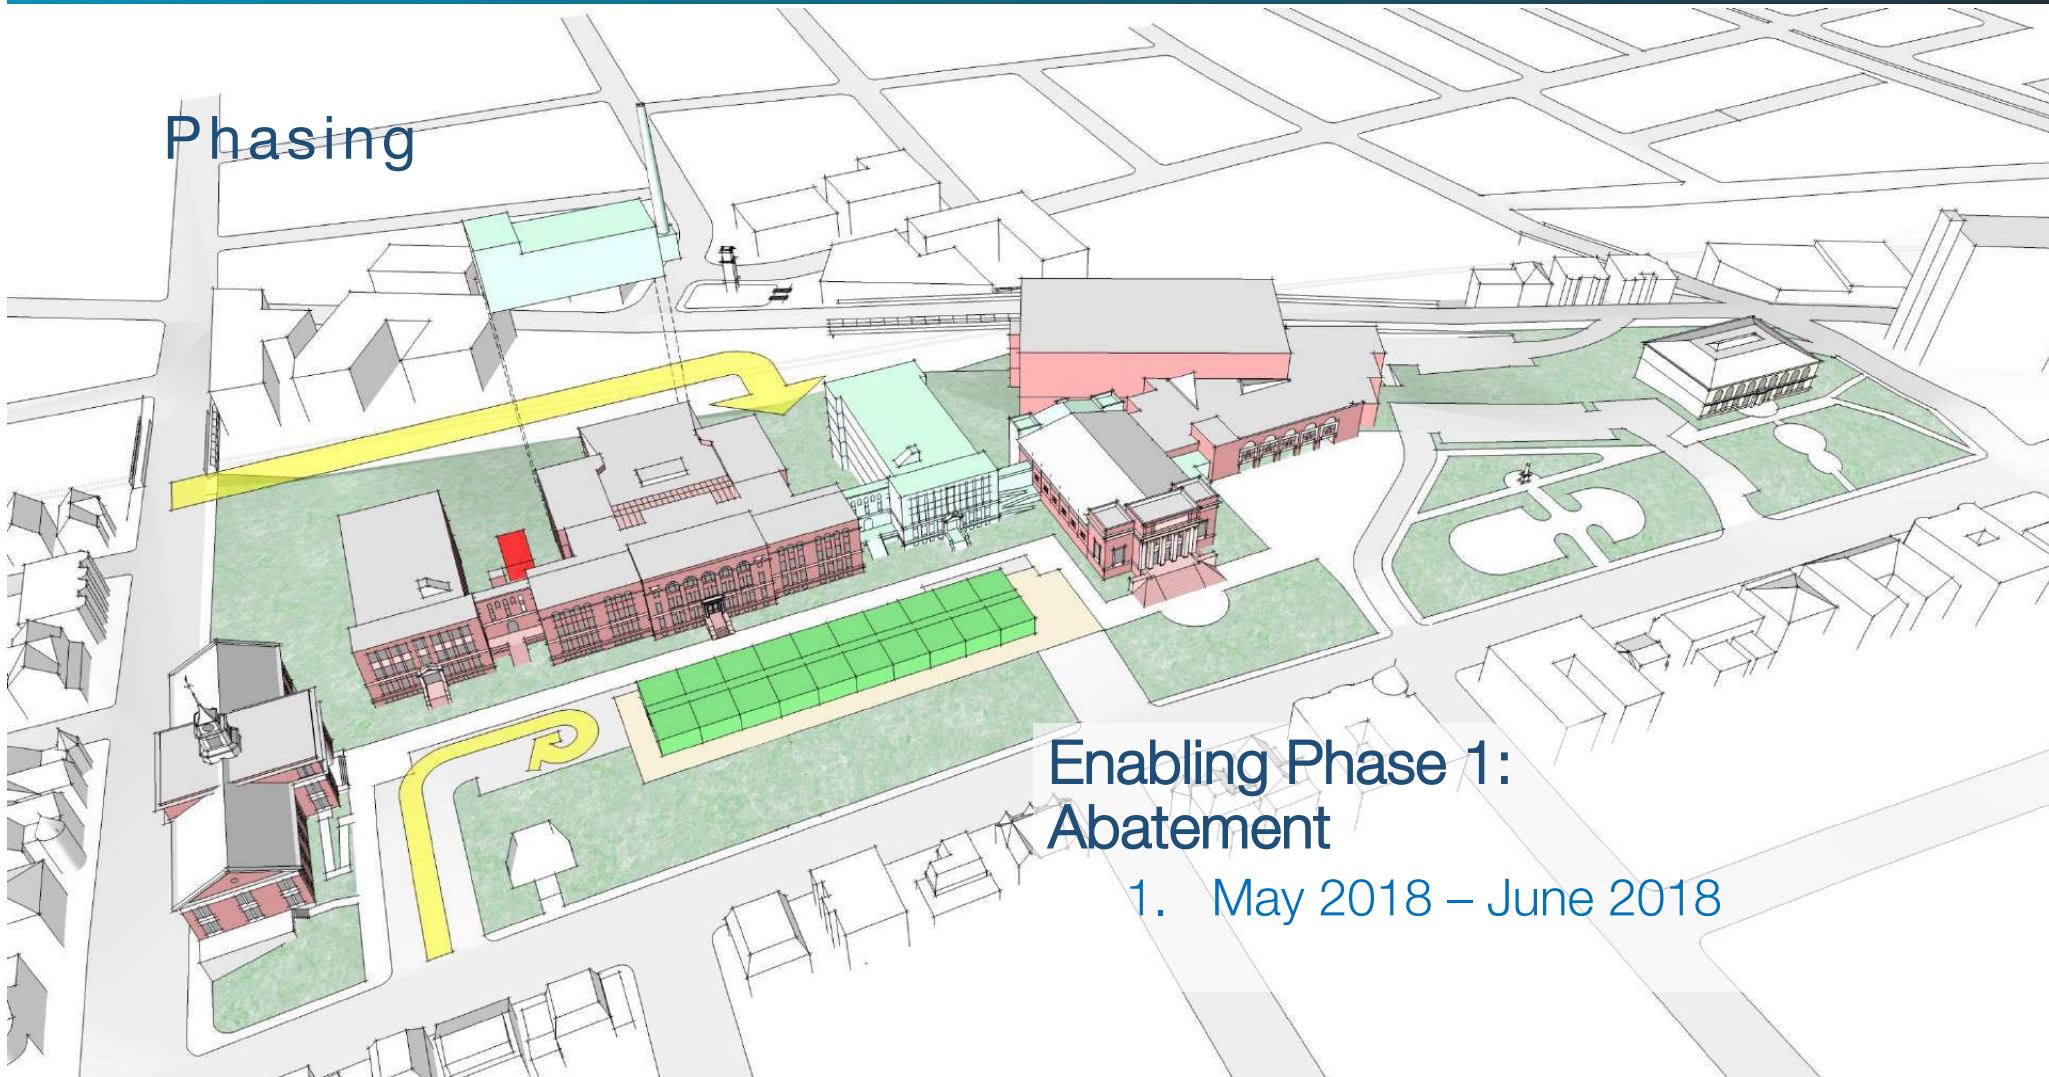 Phasing
Enabling Phase 1:
Abatement
1. May 2018 – June 2018